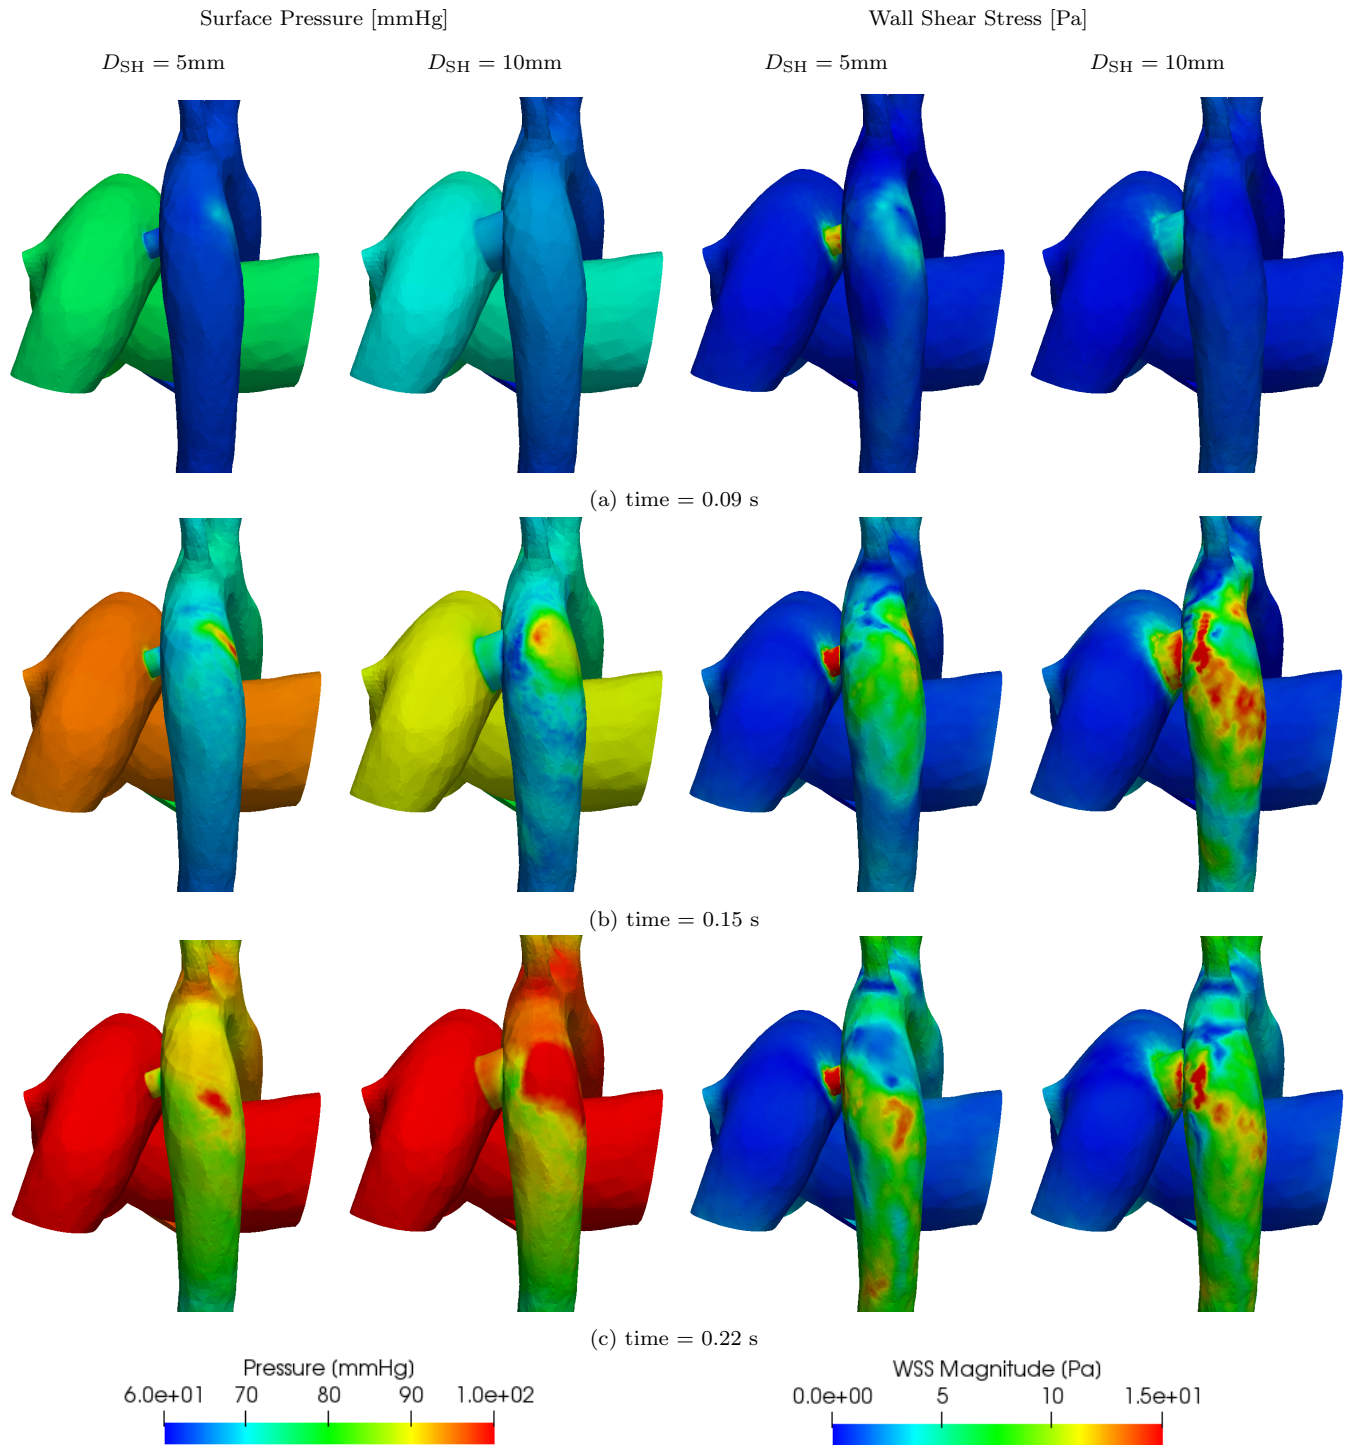 Surface Pressure [mmHg] Wall Shear Stress [Pa]
D_SH = 5mm D_SH = 10mm D_SH = 5mm D_SH = 10mm
(a) time = 0.09 s
(b) time = 0.15 s
(c) time = 0.22 s
Pressure (mmHg) WSS Magnitude (Pa)
6.0e+01 70 80 90 1.0e+02 0.0e+00 5 10 1.5e+01